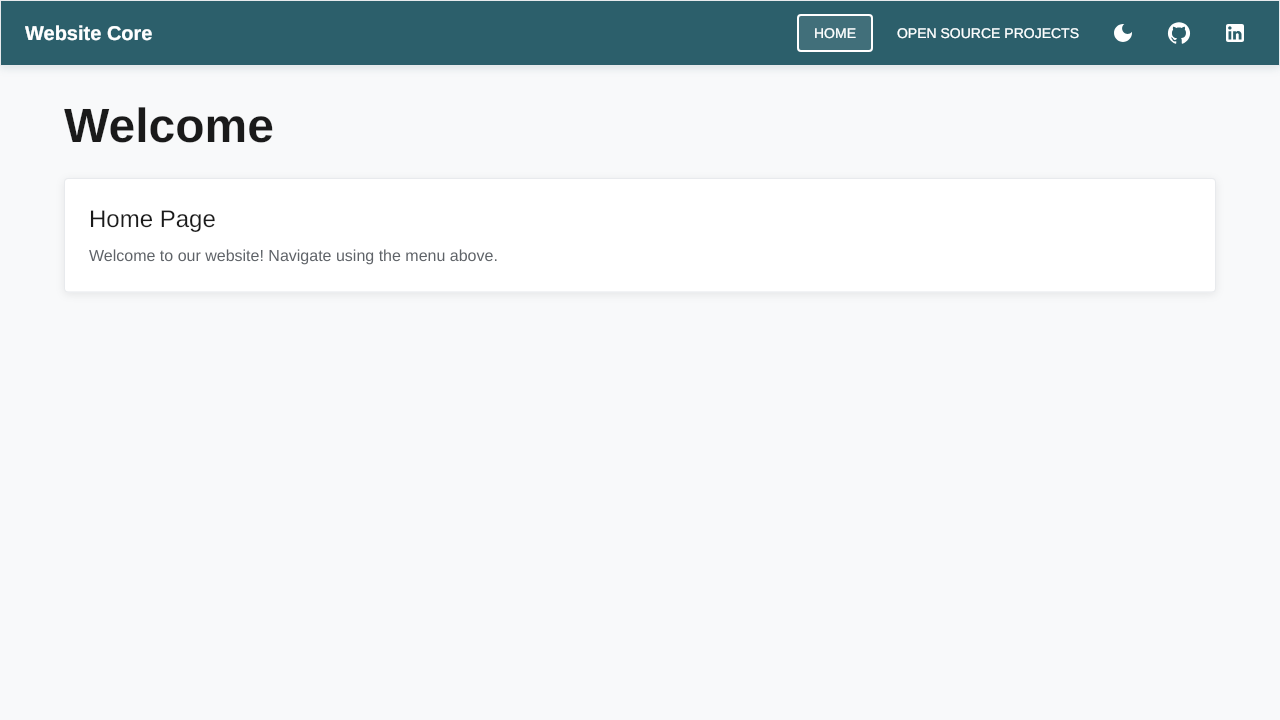 Website Core
HOME
OPEN SOURCE PROJECTS
Welcome
Home Page
Welcome to our website! Navigate using the menu above.